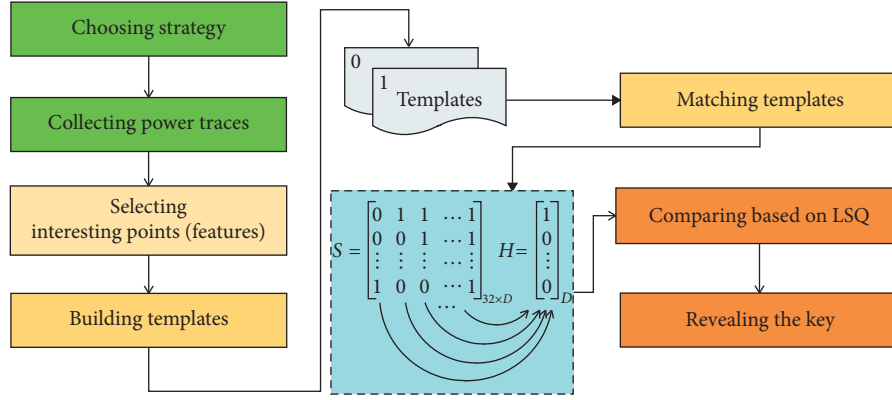 Choosing strategy
Collecting power traces
Selecting
interesting points (features)
Building templates
0
1
Templates
Matching templates
S = [0 1 1 ⋯ 1
0 0 1 ⋯ 1
⋮ ⋮ ⋮ ⋯ ⋮
1 0 0 ⋯ 1] 32×D
⋯
H = [1
0
⋮
0] D
Comparing based on LSQ
Revealing the key